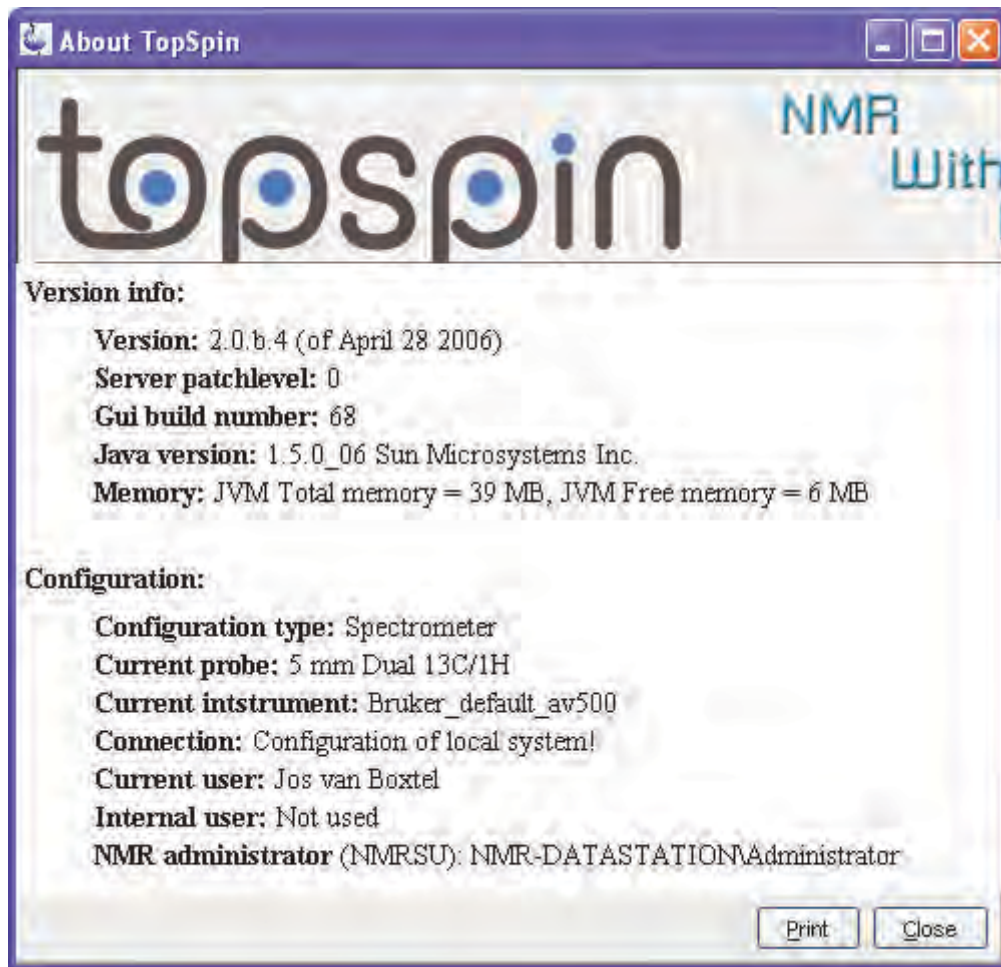 About TopSpin
topspin
NMR
With
Version info:
Version: 2.0.b.4 (of April 28 2006)
Server patchlevel: 0
Gui build number: 68
Java version: 1.5.0_06 Sun Microsystems Inc.
Memory: JVM Total memory = 39 MB, JVM Free memory = 6 MB
Configuration:
Configuration type: Spectrometer
Current probe: 5 mm Dual 13C/1H
Current intstrument: Bruker_default_av500
Connection: Configuration of local system!
Current user: Jos van Boxtel
Internal user: Not used
NMR administrator (NMRSU): NMR-DATASTATION\Administrator
Print Close